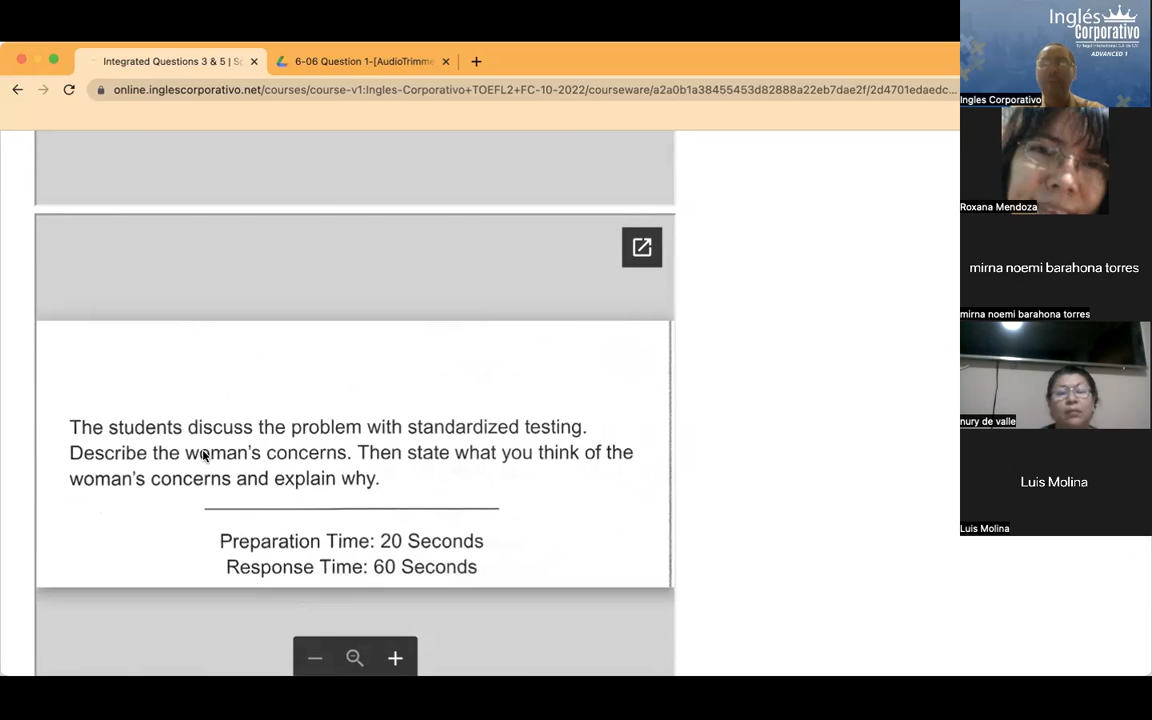 Integrated Questions 3 & 5 | Sp
6-06 Question 1-[AudioTrimme
online.inglescorporativo.net/courses/course-v1:Ingles-Corporativo+TOEFL2+FC-10-2022/courseware/a2a0b1a38455453d82888a22eb7dae2f/2d4701edaedc...
The students discuss the problem with standardized testing.
Describe the woman's concerns. Then state what you think of the
woman's concerns and explain why.
Preparation Time: 20 Seconds
Response Time: 60 Seconds
Inglés
Corporativo
ADVANCED 1
Ingles Corporativo
Roxana Mendoza
mirna noemi barahona torres
mirna noemi barahona torres
nury de valle
Luis Molina
Luis Molina